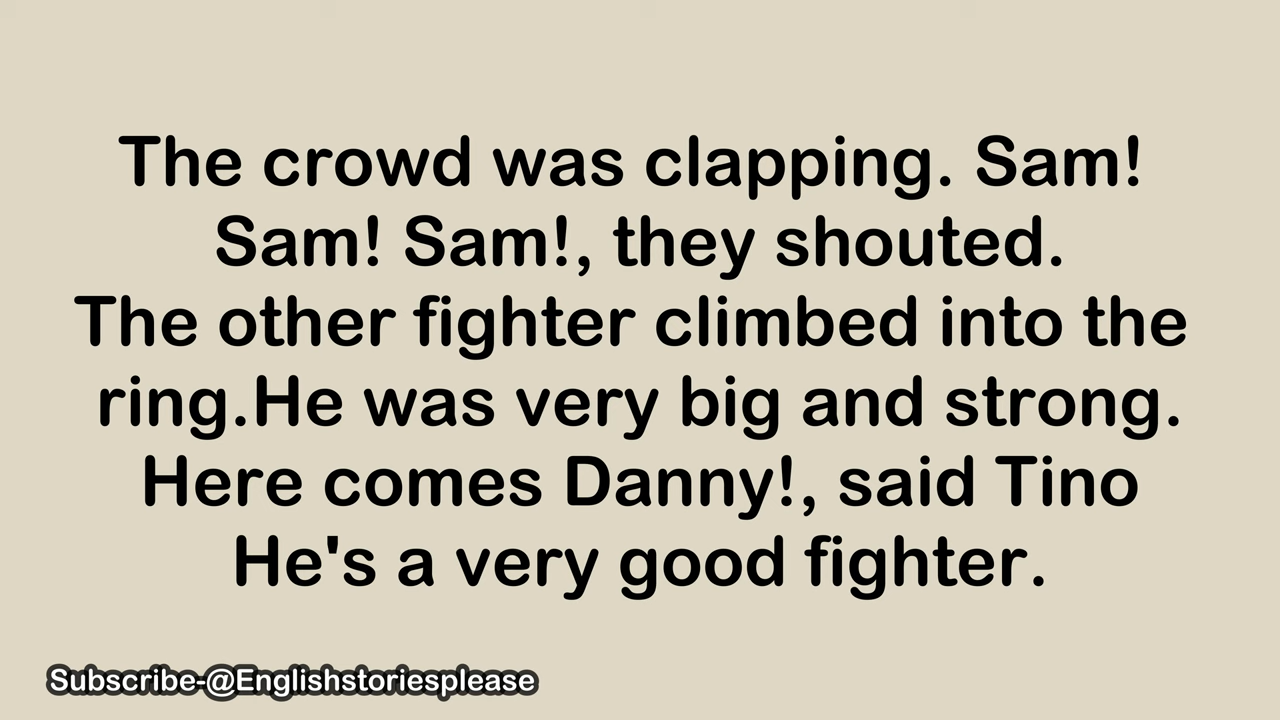 The crowd was clapping. Sam!
Sam! Sam!, they shouted.
The other fighter climbed into the
ring.He was very big and strong.
Here comes Danny!, said Tino
He's a very good fighter.
Subscribe-@Englishstoriesplease